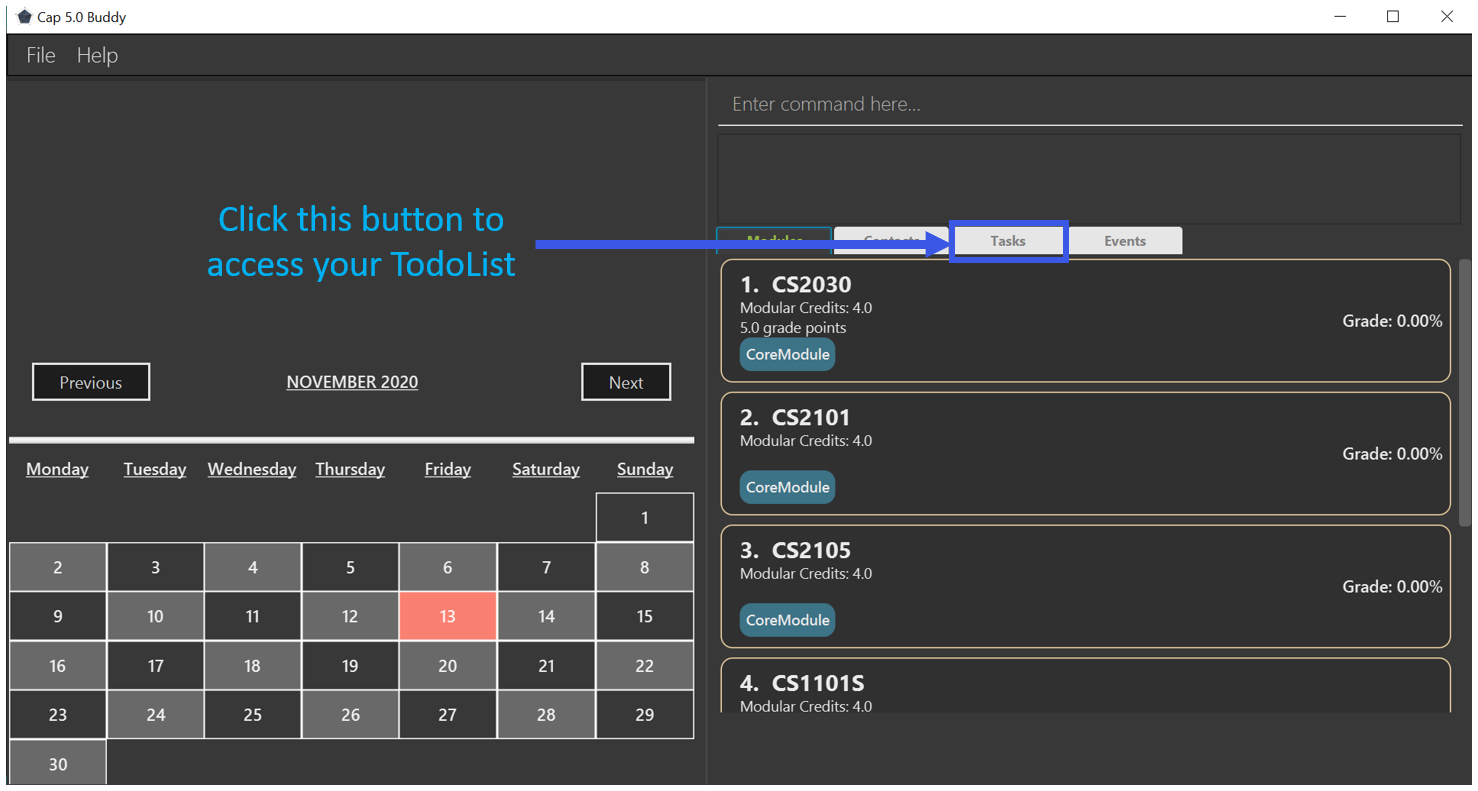 Cap 5.0 Buddy
File Help
Enter command here...
Click this button to
access your TodoList
Modules Contacts Tasks Events
1. CS2030
Modular Credits: 4.0
5.0 grade points
Grade: 0.00%
CoreModule
2. CS2101
Modular Credits: 4.0
Grade: 0.00%
CoreModule
3. CS2105
Modular Credits: 4.0
Grade: 0.00%
CoreModule
4. CS1101S
Modular Credits: 4.0
Previous NOVEMBER 2020 Next
Monday Tuesday Wednesday Thursday Friday Saturday Sunday
1
2 3 4 5 6 7 8
9 10 11 12 13 14 15
16 17 18 19 20 21 22
23 24 25 26 27 28 29
30